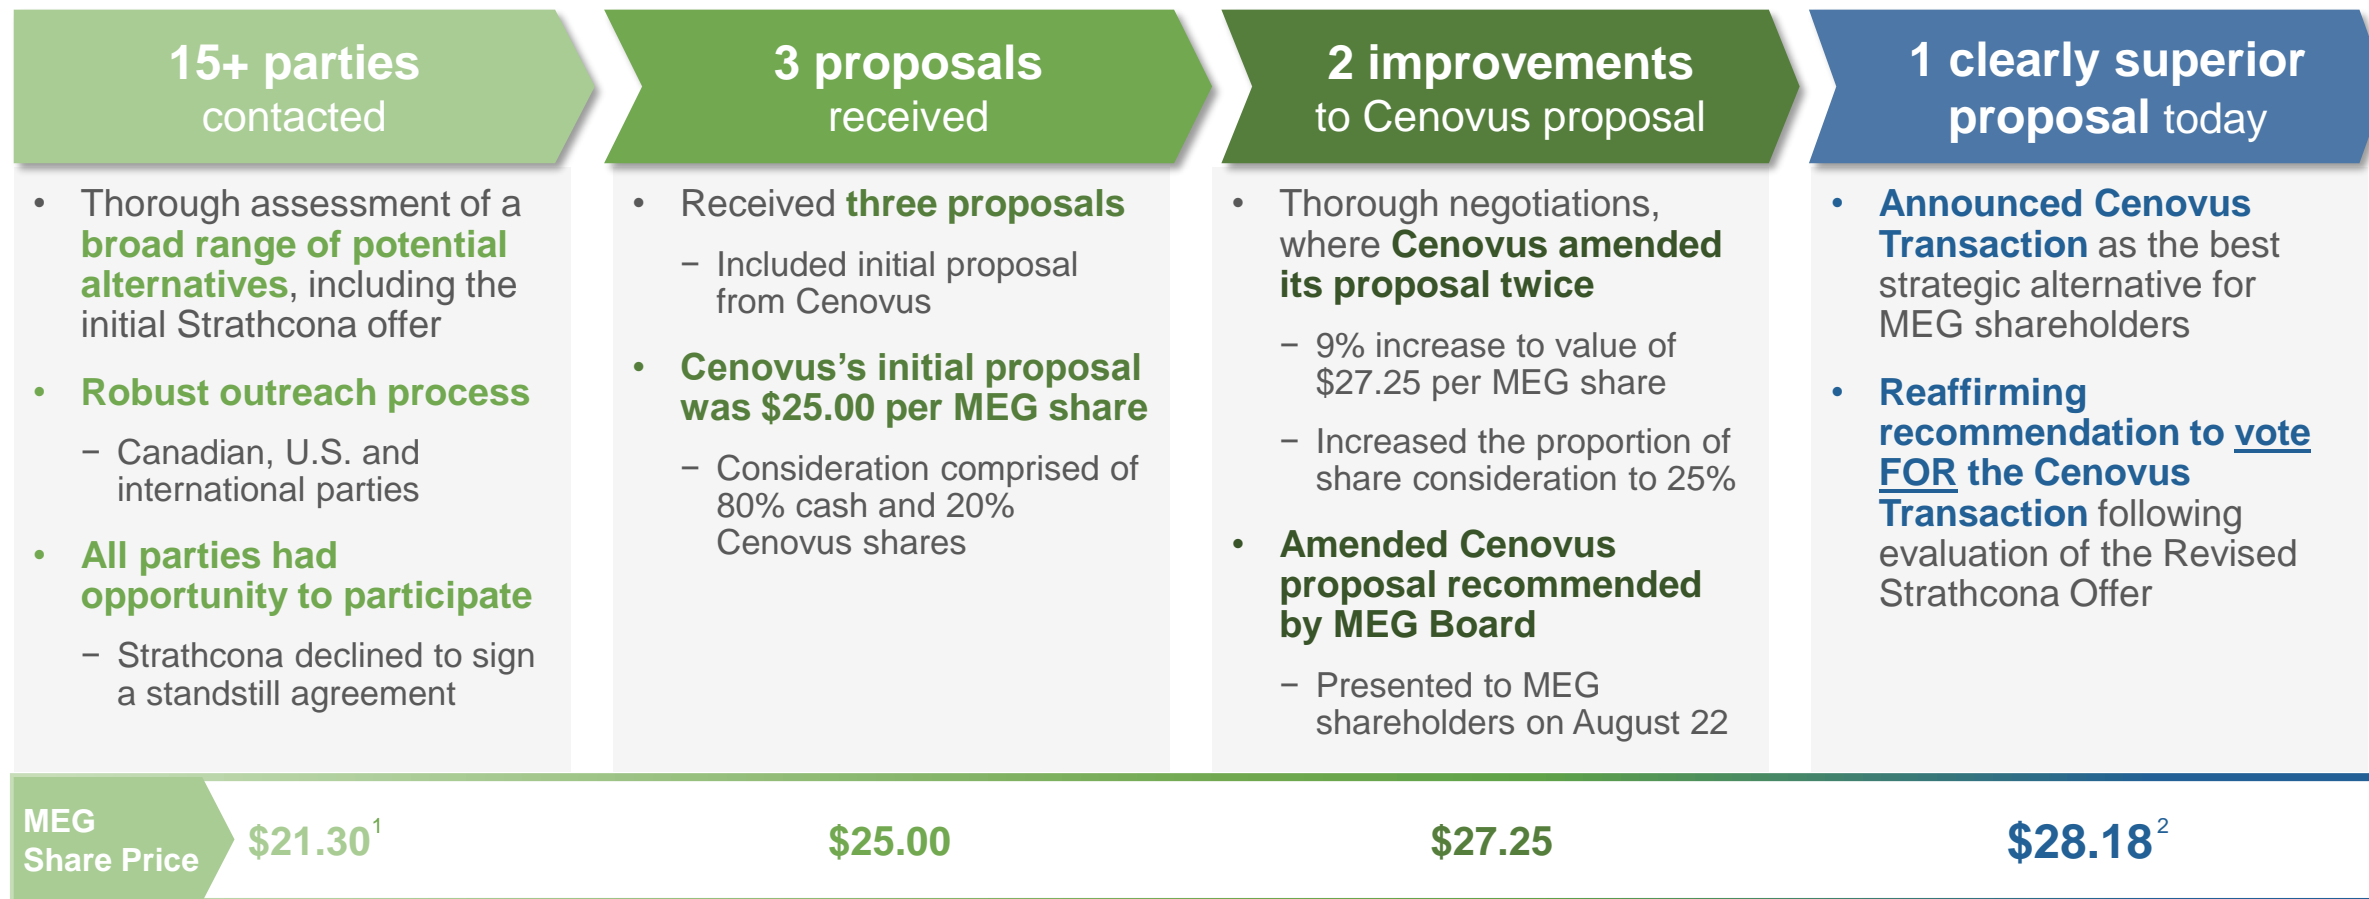 15+ parties
contacted
3 proposals
received
2 improvements
to Cenovus proposal
1 clearly superior
proposal today
• Thorough assessment of a
broad range of potential
alternatives, including the
initial Strathcona offer
• Robust outreach process
− Canadian, U.S. and
international parties
• All parties had
opportunity to participate
− Strathcona declined to sign
a standstill agreement
• Received three proposals
− Included initial proposal
from Cenovus
• Cenovus’s initial proposal
was $25.00 per MEG share
− Consideration comprised of
80% cash and 20%
Cenovus shares
• Thorough negotiations,
where Cenovus amended
its proposal twice
− 9% increase to value of
$27.25 per MEG share
− Increased the proportion of
share consideration to 25%
• Amended Cenovus
proposal recommended
by MEG Board
− Presented to MEG
shareholders on August 22
• Announced Cenovus
Transaction as the best
strategic alternative for
MEG shareholders
• Reaffirming
recommendation to vote
FOR the Cenovus
Transaction following
evaluation of the Revised
Strathcona Offer
MEG
Share Price
$21.30¹
$25.00
$27.25
$28.18²